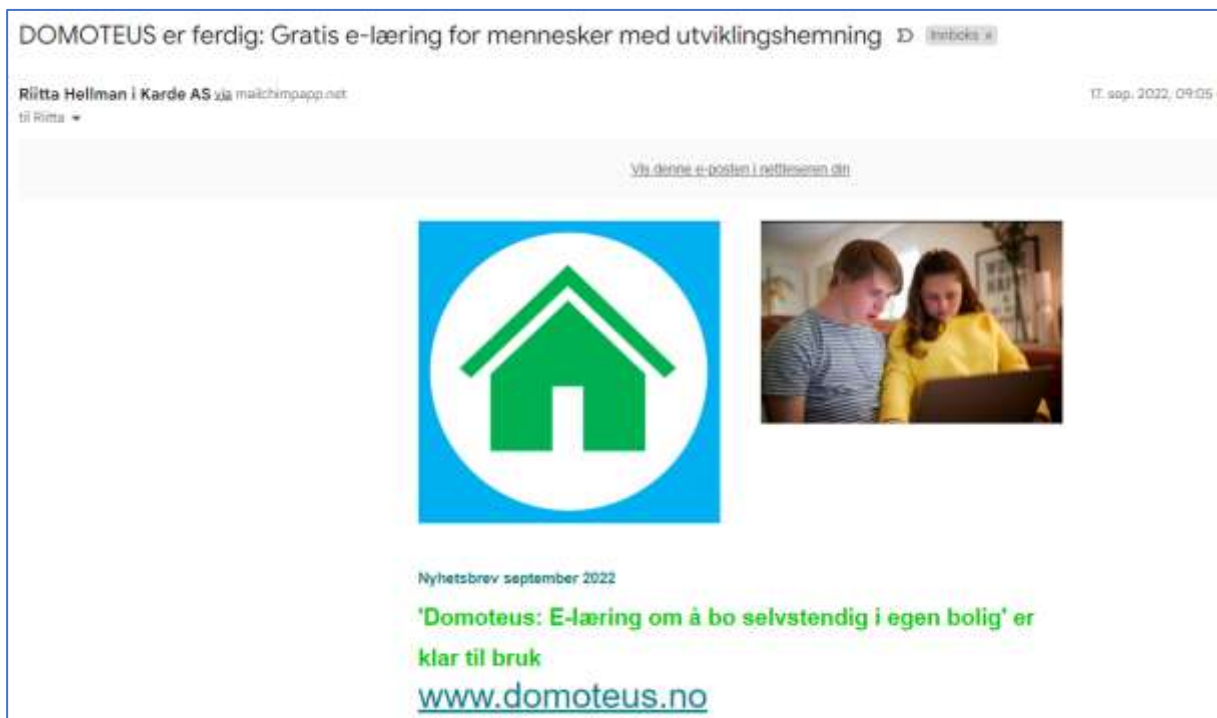 DOMOTEUS er ferdig: Gratis e-læring for mennesker med utviklingshemning Innboks x
Riitta Hellman i Karde AS via mailchimpapp.net
17. sep. 2022, 09:05
til Riitta
Vis denne e-posten i nettleseren din
Nyhetsbrev september 2022
'Domoteus: E-læring om å bo selvstendig i egen bolig' er
klar til bruk
www.domoteus.no